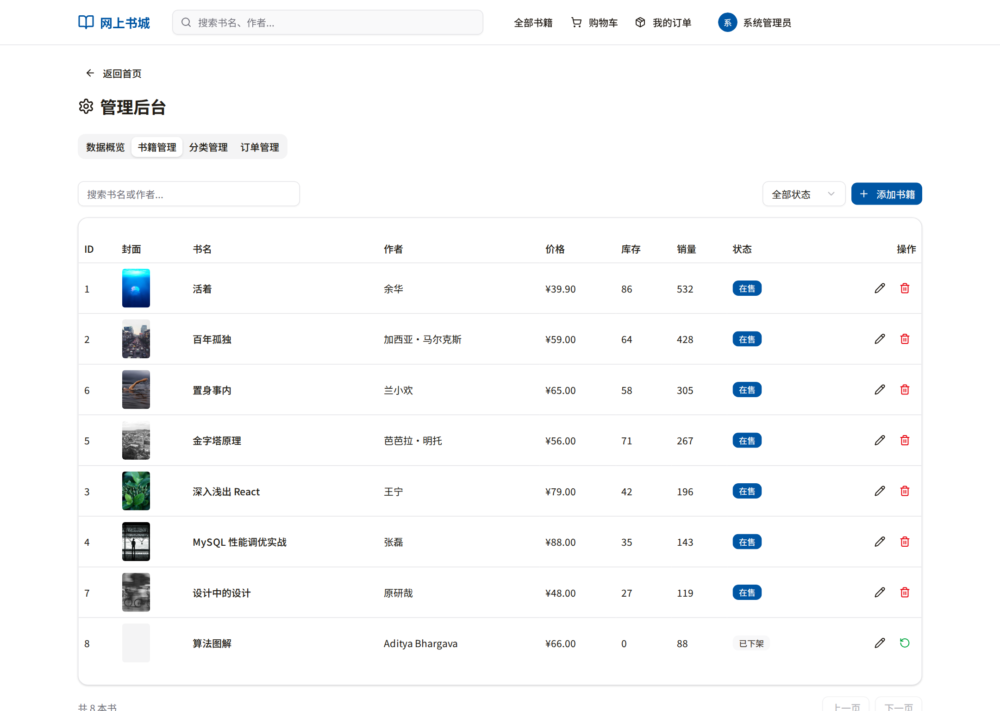 网上书城
搜索书名、作者...
全部书籍 购物车 我的订单 系 系统管理员
返回首页
管理后台
数据概览 书籍管理 分类管理 订单管理
搜索书名或作者...
全部状态
添加书籍
ID 封面 书名 作者 价格 库存 销量 状态 操作
1 活着 余华 ¥39.90 86 532 在售
2 百年孤独 加西亚·马尔克斯 ¥59.00 64 428 在售
6 置身事内 兰小欢 ¥65.00 58 305 在售
5 金字塔原理 芭芭拉·明托 ¥56.00 71 267 在售
3 深入浅出 React 王宁 ¥79.00 42 196 在售
4 MySQL 性能调优实战 张磊 ¥88.00 35 143 在售
7 设计中的设计 原研哉 ¥48.00 27 119 在售
8 算法图解 Aditya Bhargava ¥66.00 0 88 已下架
共 8 本书 上一页 下一页